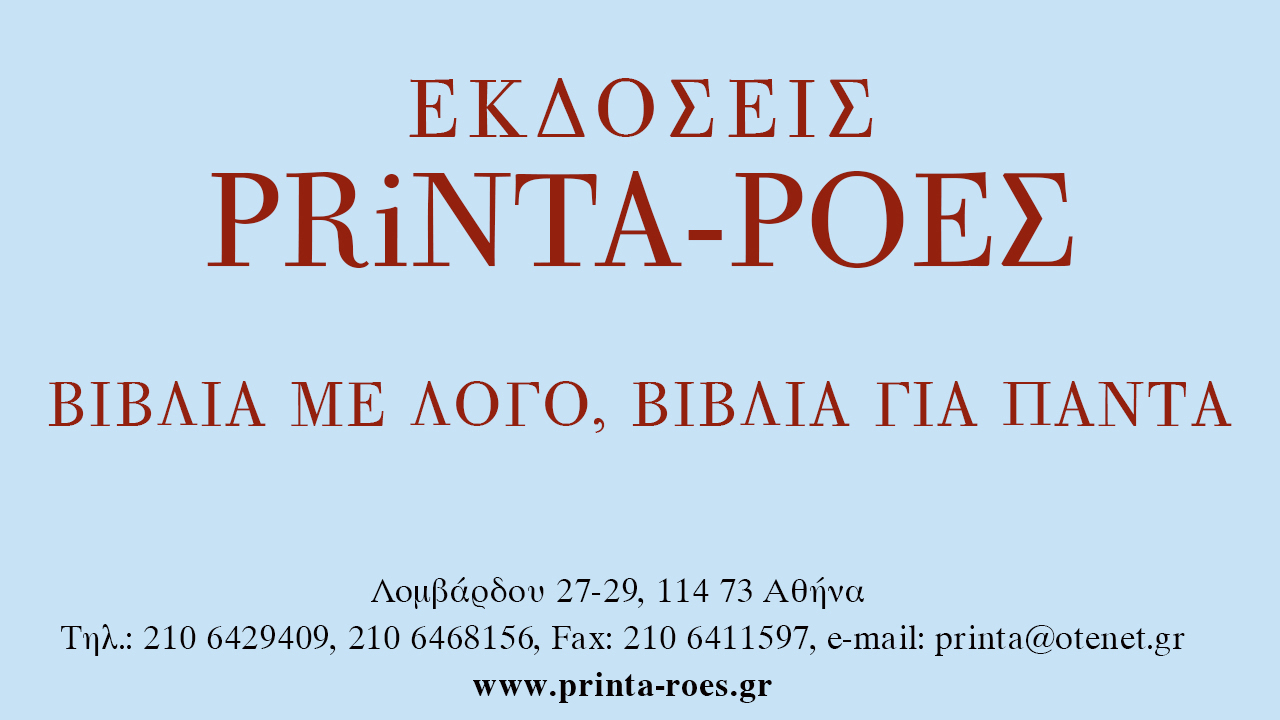 ΕΚΔΟΣΕΙΣ
PRiNTA-ΡΟΕΣ
ΒΙΒΛΙΑ ΜΕ ΛΟΓΟ, ΒΙΒΛΙΑ ΓΙΑ ΠΑΝΤΑ
Λομβάρδου 27-29, 114 73 Αθήνα
Τηλ.: 210 6429409, 210 6468156, Fax: 210 6411597, e-mail: printa@otenet.gr
www.printa-roes.gr